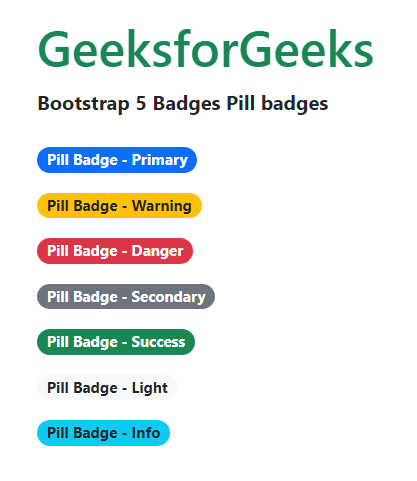 GeeksforGeeks
Bootstrap 5 Badges Pill badges
Pill Badge - Primary
Pill Badge - Warning
Pill Badge - Danger
Pill Badge - Secondary
Pill Badge - Success
Pill Badge - Light
Pill Badge - Info